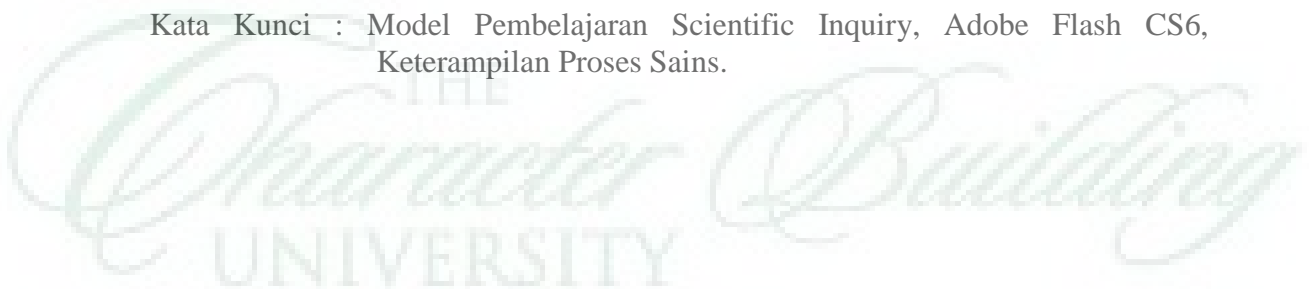 Kata Kunci : Model Pembelajaran Scientific Inquiry, Adobe Flash CS6,
Keterampilan Proses Sains.
THE
Character Building
UNIVERSITY